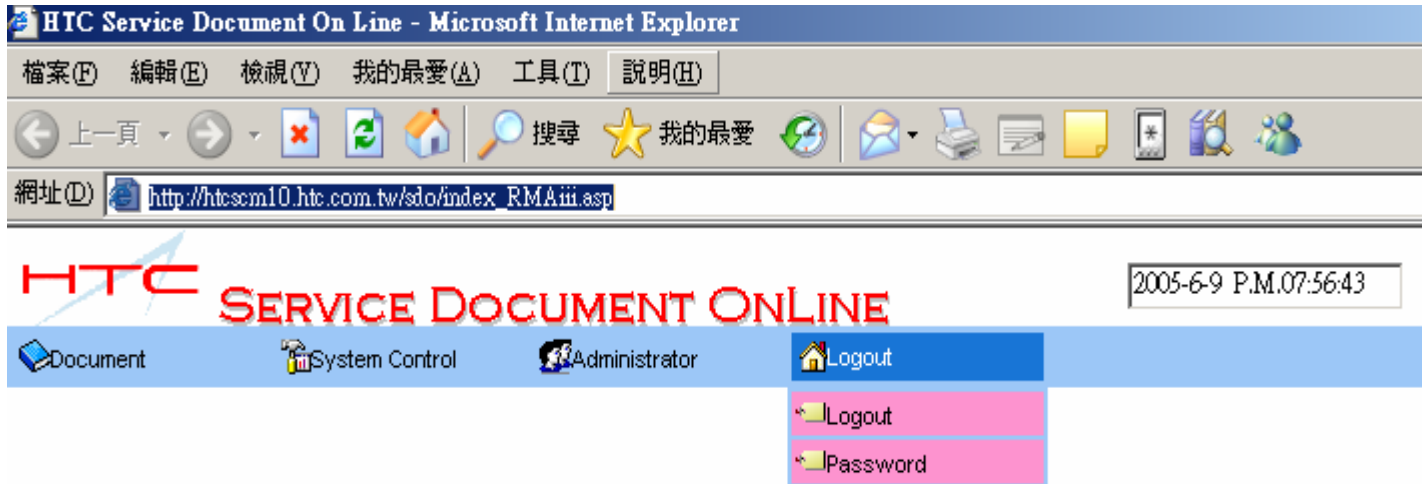 HTC Service Document On Line - Microsoft Internet Explorer
檔案(F) 編輯(E) 檢視(V) 我的最愛(A) 工具(T) 說明(H)
上一頁 搜尋 我的最愛
網址(D) http://htcscm10.htc.com.tw/sdo/index_RMAiii.asp
HTC SERVICE DOCUMENT ONLINE 2005-6-9 P.M.07:56:43
Document System Control Administrator Logout
Logout
Password